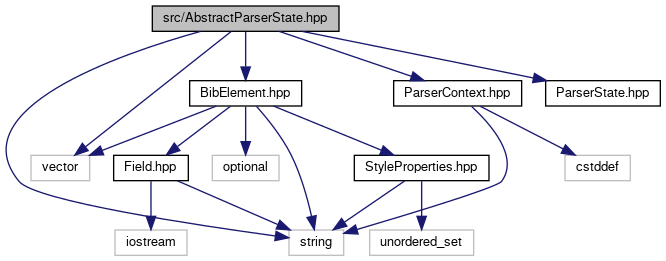 src/AbstractParserState.hpp
BibElement.hpp
ParserContext.hpp
ParserState.hpp
vector
Field.hpp
optional
StyleProperties.hpp
cstddef
iostream
string
unordered_set